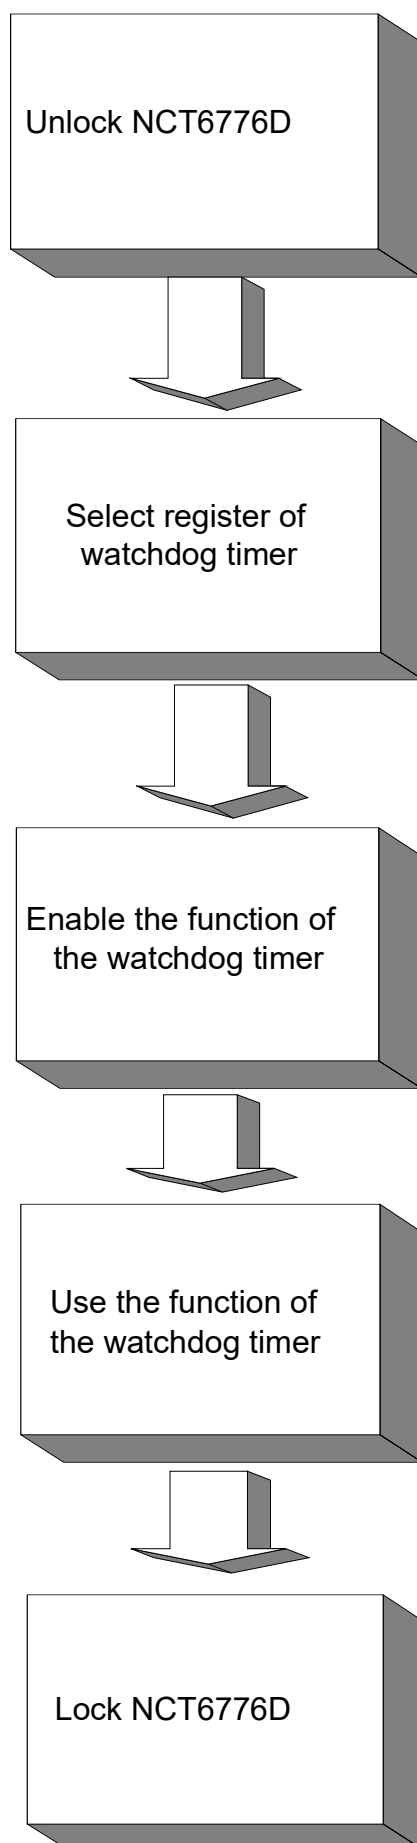 Unlock NCT6776D
Select register of
watchdog timer
Enable the function of
the watchdog timer
Use the function of
the watchdog timer
Lock NCT6776D